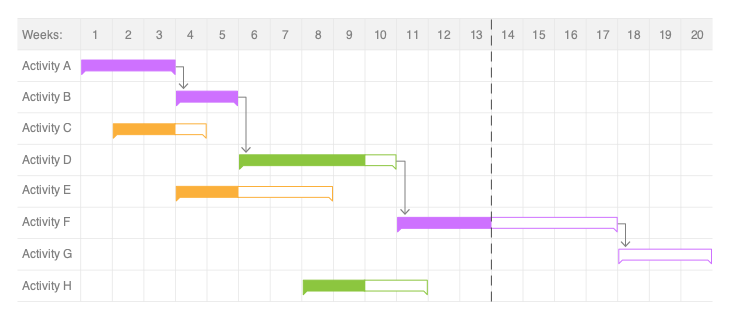 Weeks: 1 2 3 4 5 6 7 8 9 10 11 12 13 14 15 16 17 18 19 20
Activity A
Activity B
Activity C
Activity D
Activity E
Activity F
Activity G
Activity H